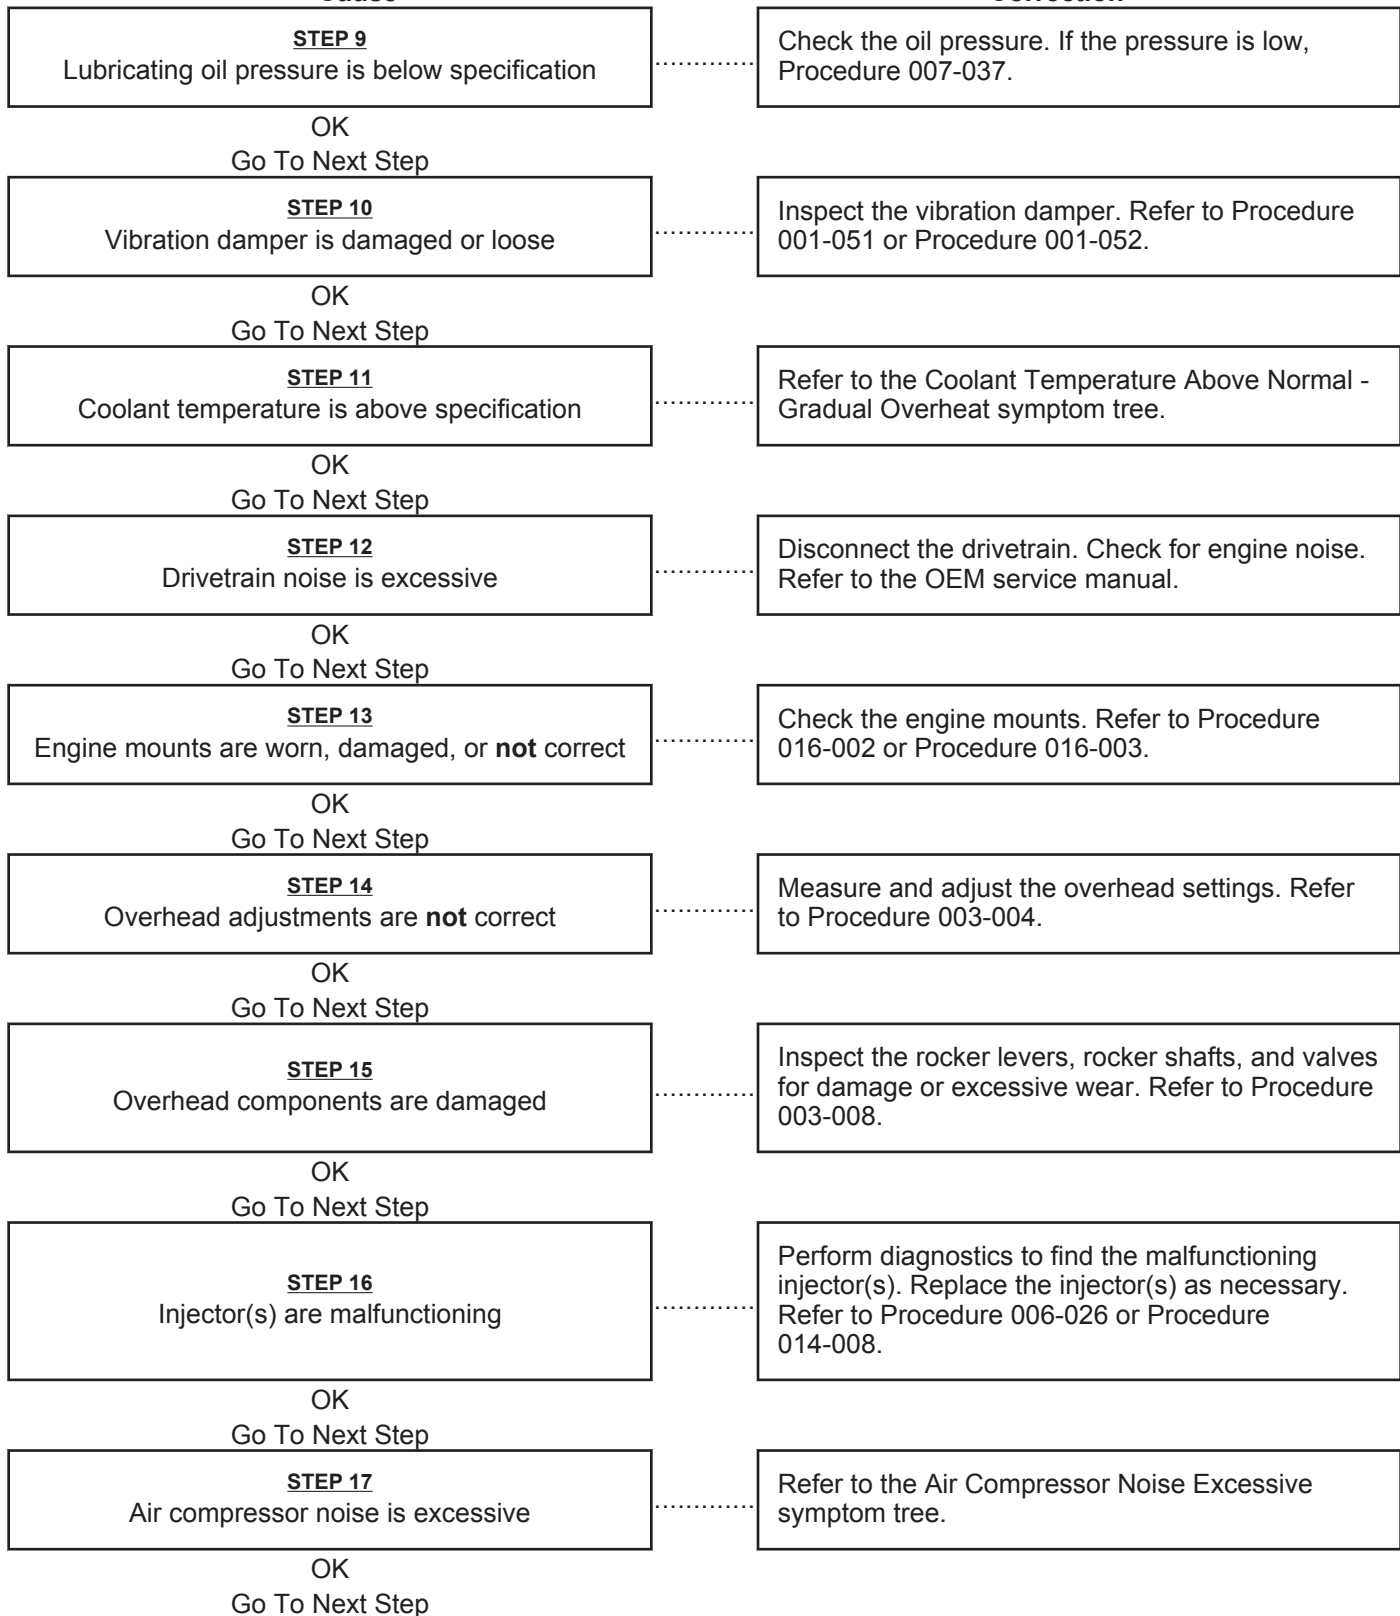 Cause
Correction
STEP 9
Lubricating oil pressure is below specification
Check the oil pressure. If the pressure is low,
Procedure 007-037.
OK
Go To Next Step
STEP 10
Vibration damper is damaged or loose
Inspect the vibration damper. Refer to Procedure
001-051 or Procedure 001-052.
OK
Go To Next Step
STEP 11
Coolant temperature is above specification
Refer to the Coolant Temperature Above Normal -
Gradual Overheat symptom tree.
OK
Go To Next Step
STEP 12
Drivetrain noise is excessive
Disconnect the drivetrain. Check for engine noise.
Refer to the OEM service manual.
OK
Go To Next Step
STEP 13
Engine mounts are worn, damaged, or not correct
Check the engine mounts. Refer to Procedure
016-002 or Procedure 016-003.
OK
Go To Next Step
STEP 14
Overhead adjustments are not correct
Measure and adjust the overhead settings. Refer
to Procedure 003-004.
OK
Go To Next Step
STEP 15
Overhead components are damaged
Inspect the rocker levers, rocker shafts, and valves
for damage or excessive wear. Refer to Procedure
003-008.
OK
Go To Next Step
STEP 16
Injector(s) are malfunctioning
Perform diagnostics to find the malfunctioning
injector(s). Replace the injector(s) as necessary.
Refer to Procedure 006-026 or Procedure
014-008.
OK
Go To Next Step
STEP 17
Air compressor noise is excessive
Refer to the Air Compressor Noise Excessive
symptom tree.
OK
Go To Next Step